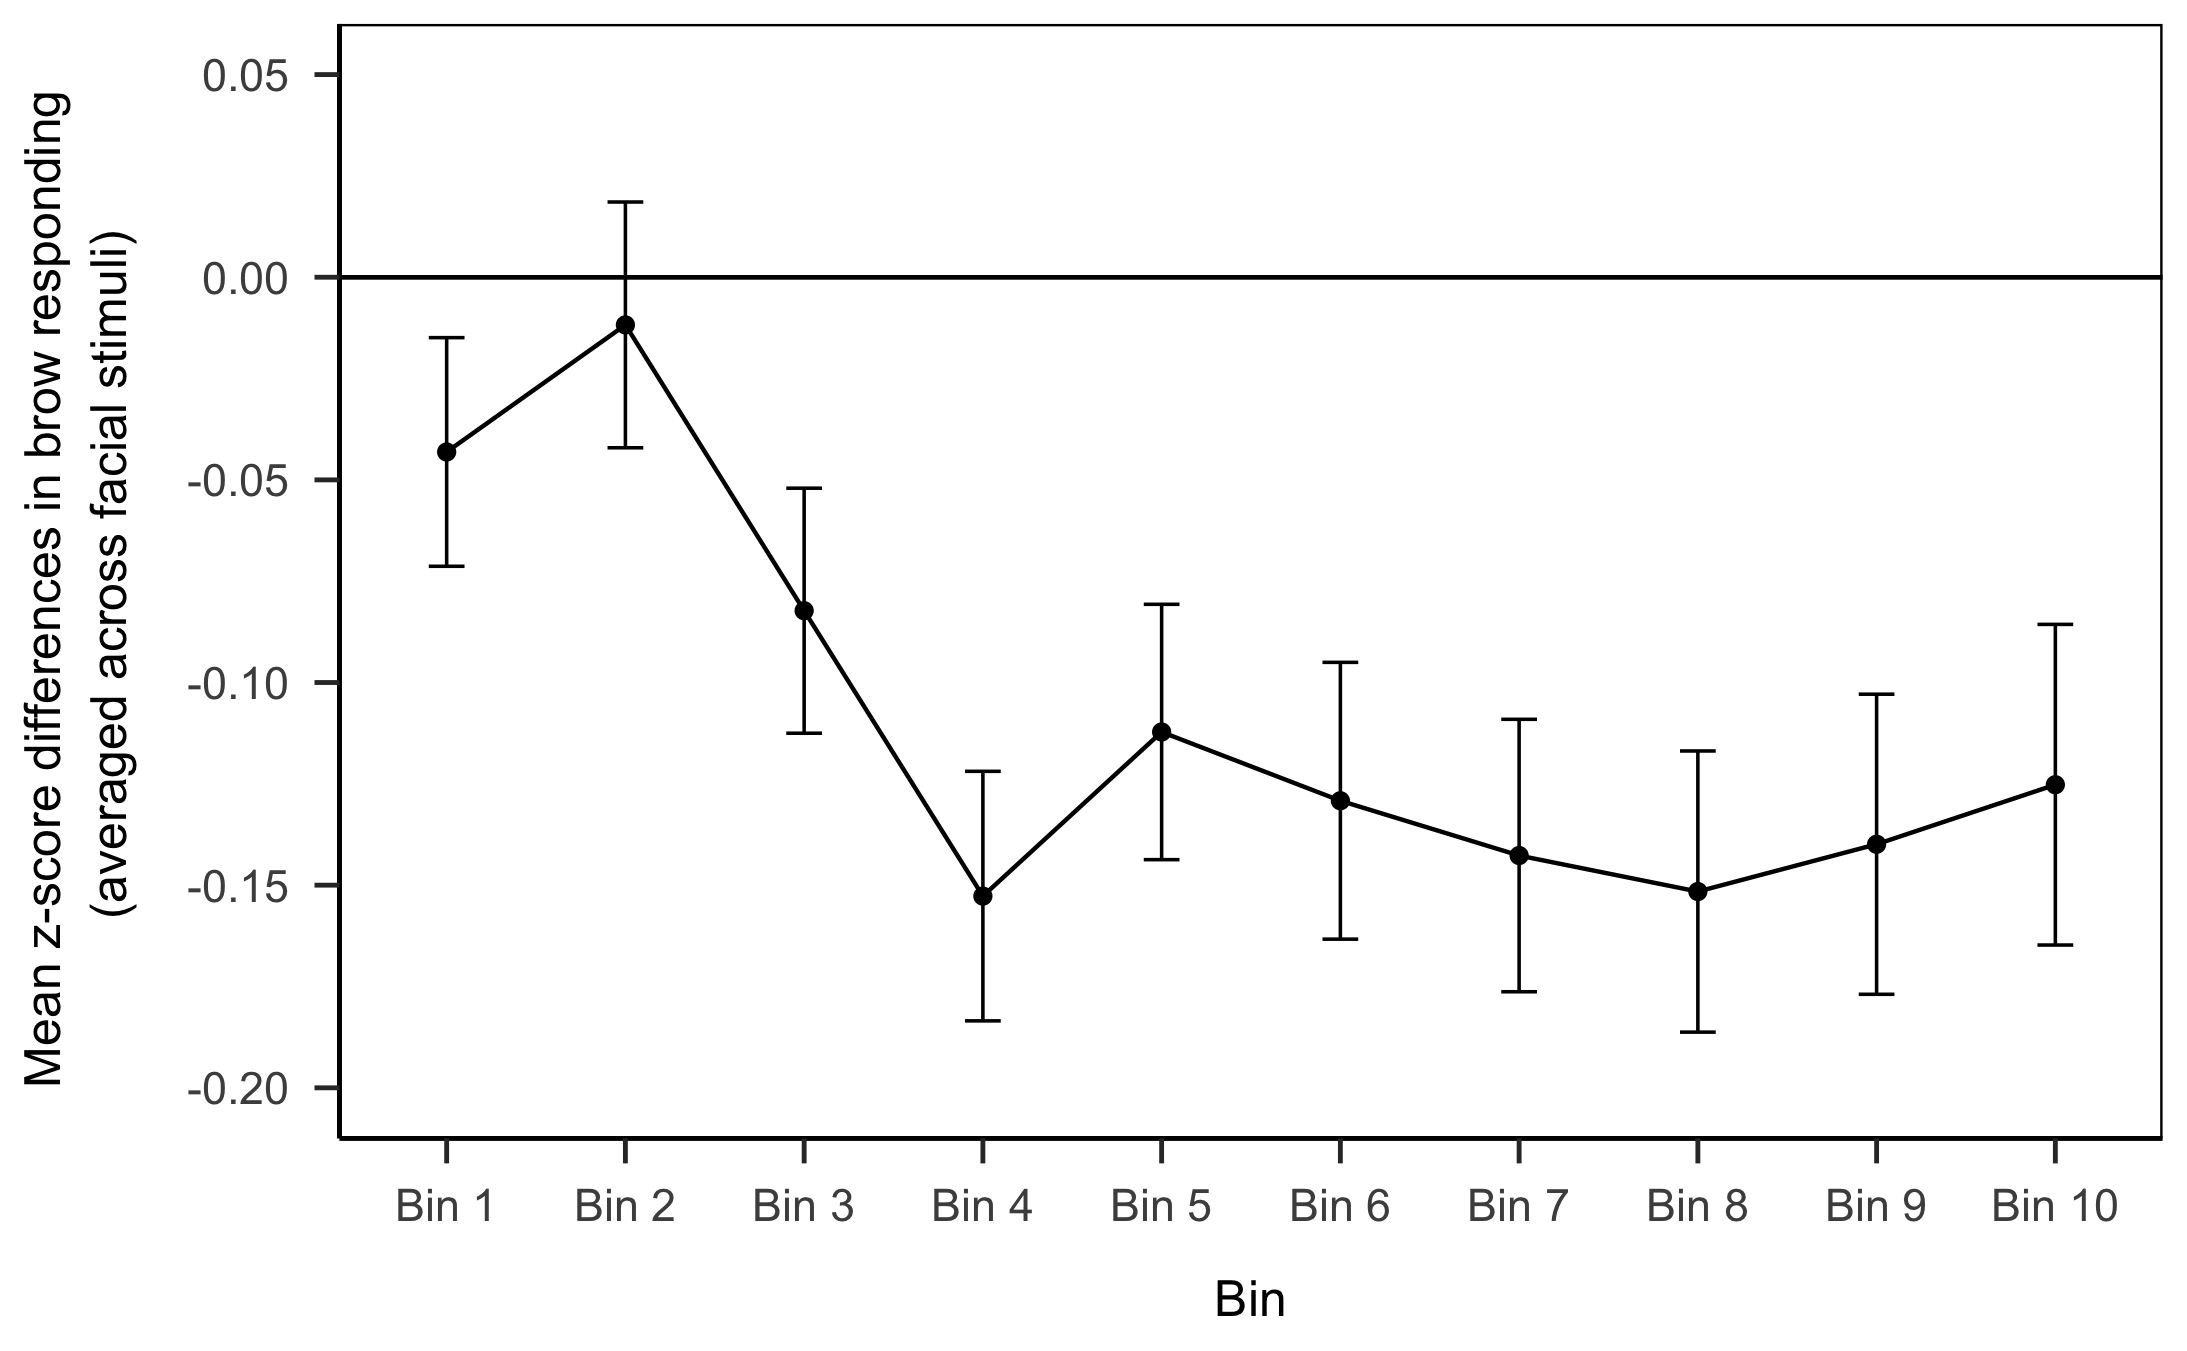 Mean z-score differences in brow responding
(averaged across facial stimuli)
0.05
0.00
-0.05
-0.10
-0.15
-0.20
Bin 1 Bin 2 Bin 3 Bin 4 Bin 5 Bin 6 Bin 7 Bin 8 Bin 9 Bin 10
Bin